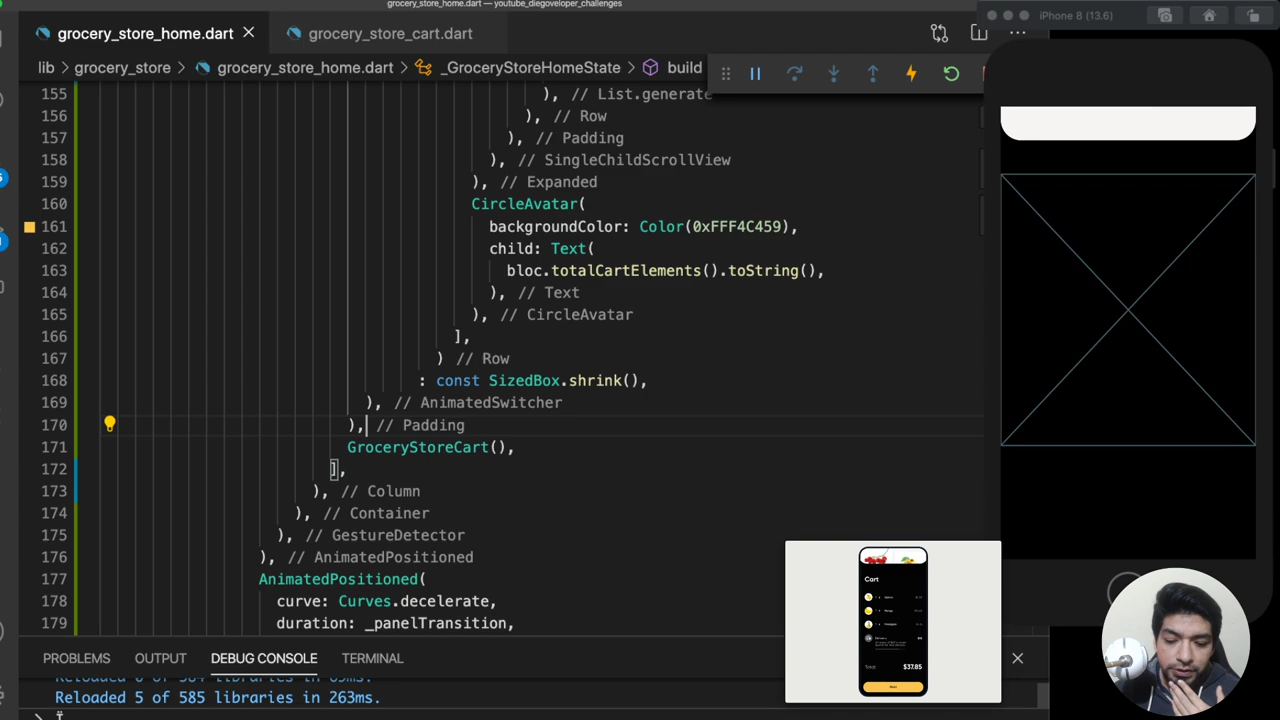 grocery_store_home.dart — youtube_diegoveloper_challenges
grocery_store_home.dart
grocery_store_cart.dart
iPhone 8 (13.6)
lib > grocery_store > grocery_store_home.dart > _GroceryStoreHomeState > build
155 ), // List.generate
156 ), // Row
157 ), // Padding
158 ), // SingleChildScrollView
159 ), // Expanded
160 CircleAvatar(
161 backgroundColor: Color(0xFFF4C459),
162 child: Text(
163 bloc.totalCartElements().toString(),
164 ), // Text
165 ), // CircleAvatar
166 ],
167 ) // Row
168 : const SizedBox.shrink(),
169 ), // AnimatedSwitcher
170 ), // Padding
171 GroceryStoreCart(),
172 ],
173 ), // Column
174 ), // Container
175 ), // GestureDetector
176 ), // AnimatedPositioned
177 AnimatedPositioned(
178 curve: Curves.decelerate,
179 duration: _panelTransition,
PROBLEMS OUTPUT DEBUG CONSOLE TERMINAL
Reloaded 5 of 585 libraries in 263ms.
Cart
Total:
$37.85